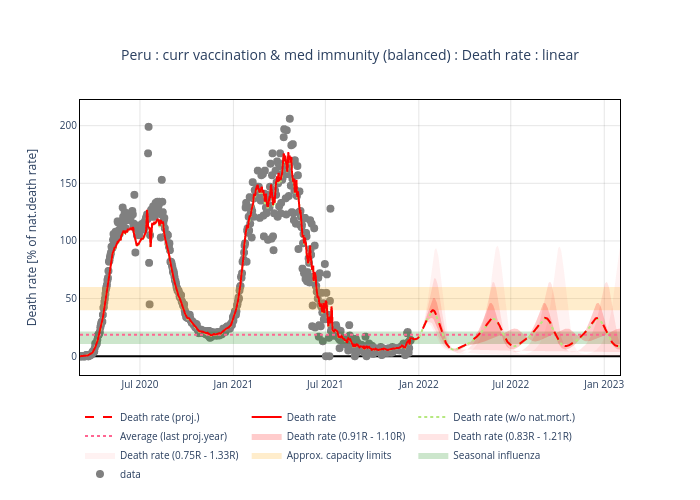 Peru : curr vaccination & med immunity (balanced) : Death rate : linear
Death rate [% of nat.death rate]
200
150
100
50
0
Jul 2020 Jan 2021 Jul 2021 Jan 2022 Jul 2022 Jan 2023
Death rate (proj.) Death rate Death rate (w/o nat.mort.)
Average (last proj.year) Death rate (0.91R - 1.10R) Death rate (0.83R - 1.21R)
Death rate (0.75R - 1.33R) Approx. capacity limits Seasonal influenza
data